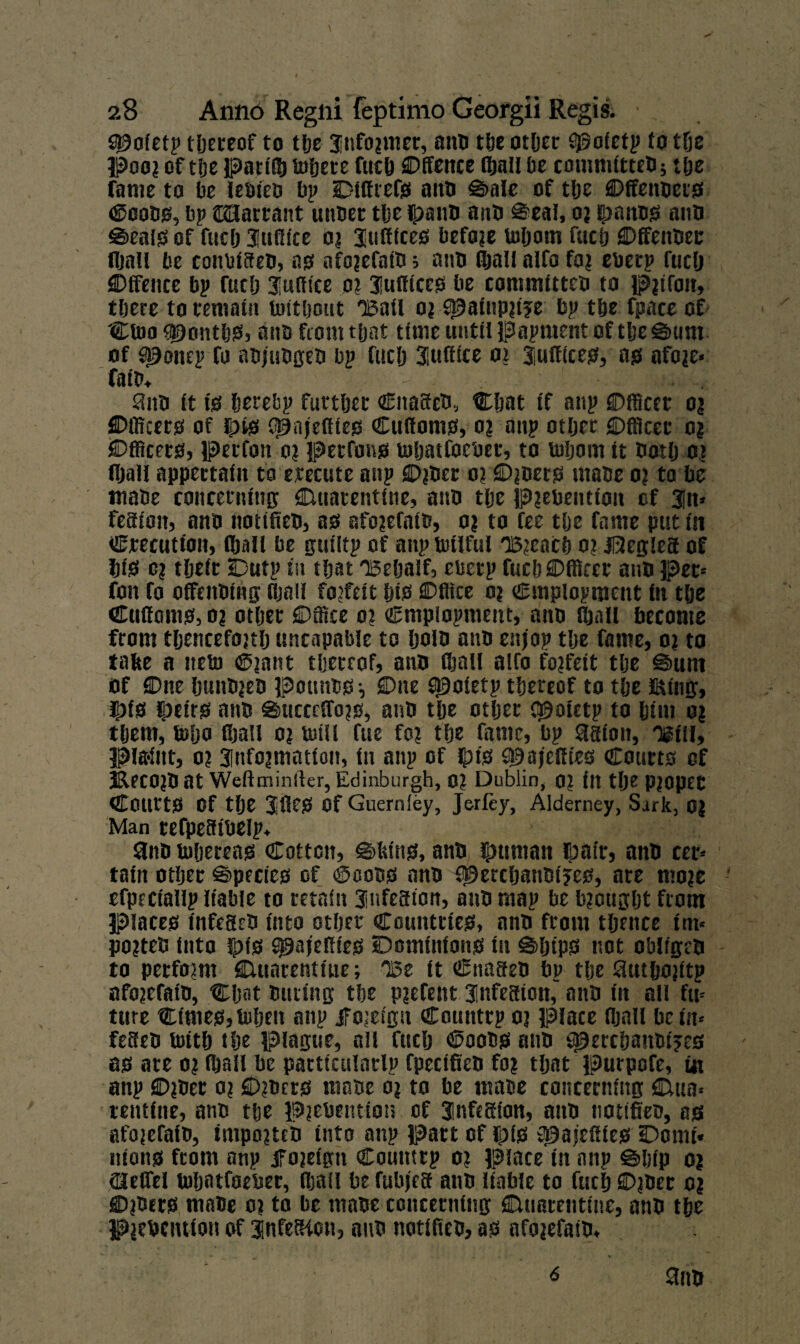 28 Anno Regni ſeptimo Georgii Regis.
Moiety thereof to the Informer, and the other Moiety to the
Poor of the Pariſh where ſuch Offence ſhall be committed; the
ſame to be levied by Diſtreſs and Sale of the Offenders
Goods, by Warrant under the Hand and Seal, or Hands and
Seals of ſuch Juſtice or Juſtices before whom ſuch Offender
ſhall be convicted, as aforeſaid; and ſhall alſo for every ſuch
Offence by ſuch Juſtice or Juſtices be committed to Priſon,
there to remain without Bail or Mainprize by the ſpace of
Two Months, and from that time until Payment of the Sum
of Money ſo adjudged by ſuch Juſtice or Juſtices, as afore-
ſaid.
And it is hereby further Enacted, That if any Officer or
Officers of His Majeſties Cuſtoms, or any other Officer or
Officers, Perſon or Perſons whatſoever, to whom it doth or
ſhall appertain to execute any Order or Orders made or to be
made concerning Quarentine, and the Prevention of In-
fection, and notified, as aforeſaid, or to ſee the ſame put in
Execution, ſhall be guilty of any wilful Breach or Neglect of
his or their Duty in that Behalf, every ſuch Officer and Per-
ſon ſo offending ſhall forfeit his Office or Employment in the
Cuſtoms, or other Office or Employment, and ſhall become
from thenceforth uncapable to hold and enjoy the ſame, or to
take a new Grant thereof, and ſhall alſo forfeit the Sum
of One hundred Pounds; One Moiety thereof to the King,
His Heirs and Succeſſors, and the other Moiety to him or
them, who ſhall or will ſue for the ſame, by Action, Bill,
Plaint, or Information, in any of His Majeſties Courts of
Record at Weſtminſter, Edinburgh, or Dublin, or in the proper
Courts of the Iſles of Guernſey, Jerſey, Alderney, Sark, or
Man reſpectively.
And whereas Cotton, Skins, and Human Hair, and cer-
tain other Species of Goods and Merchandizes, are more
eſpecially liable to retain Infection, and may be brought from
Places infected into other Countries, and from thence im-
ported into His Majeſties Dominions in Ships not obliged
to perform Quarentine; Be it Enacted by the Authority
aforeſaid, That during the preſent Infection, and in all fu-
ture Times, when any Foreign Country or Place ſhall be in-
fected with the Plague, all ſuch Goods and Merchandizes
as are or ſhall be particularly ſpecified for that Purpoſe, in
any Order or Orders made or to be made concerning Qua-
rentine, and the Prevention of Infection, and notified, as
aforeſaid, imported into any Part of His Majeſties Domi-
nions from any Foreign Country or Place in any Ship or
Veſſel whatſoever, ſhall be ſubject and liable to ſuch Order or
Orders made or to be made concerning Quarentine, and the
Prevention of Infection, and notified, as aforeſaid.
6 And